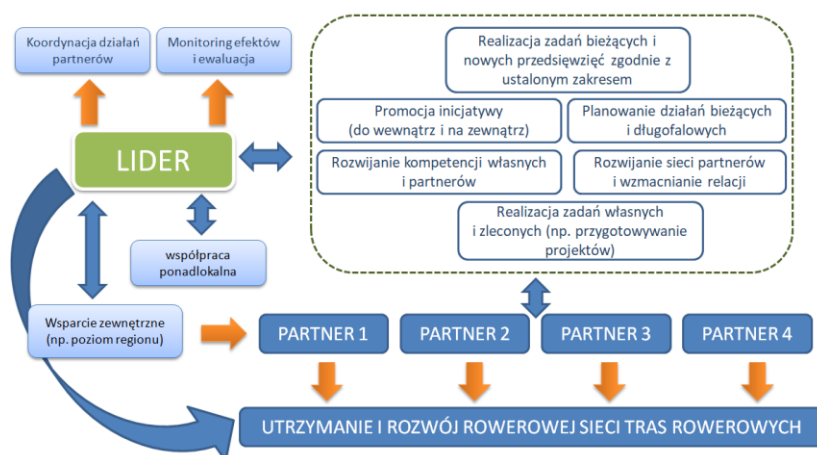 Koordynacja działań
partnerów
Monitoring efektów
i ewaluacja
LIDER
współpraca
ponadlokalna
Wsparcie zewnętrzne
(np. poziom regionu)
Realizacja zadań bieżących i
nowych przedsięwzięć zgodnie z
ustalonym zakresem
Promocja inicjatywy
(do wewnątrz i na zewnątrz)
Planowanie działań bieżących
i długofalowych
Rozwijanie kompetencji własnych
i partnerów
Rozwijanie sieci partnerów
i wzmacnianie relacji
Realizacja zadań własnych
i zleconych (np. przygotowywanie
projektów)
PARTNER 1
PARTNER 2
PARTNER 3
PARTNER 4
UTRZYMANIE I ROZWÓJ ROWEROWEJ SIECI TRAS ROWEROWYCH